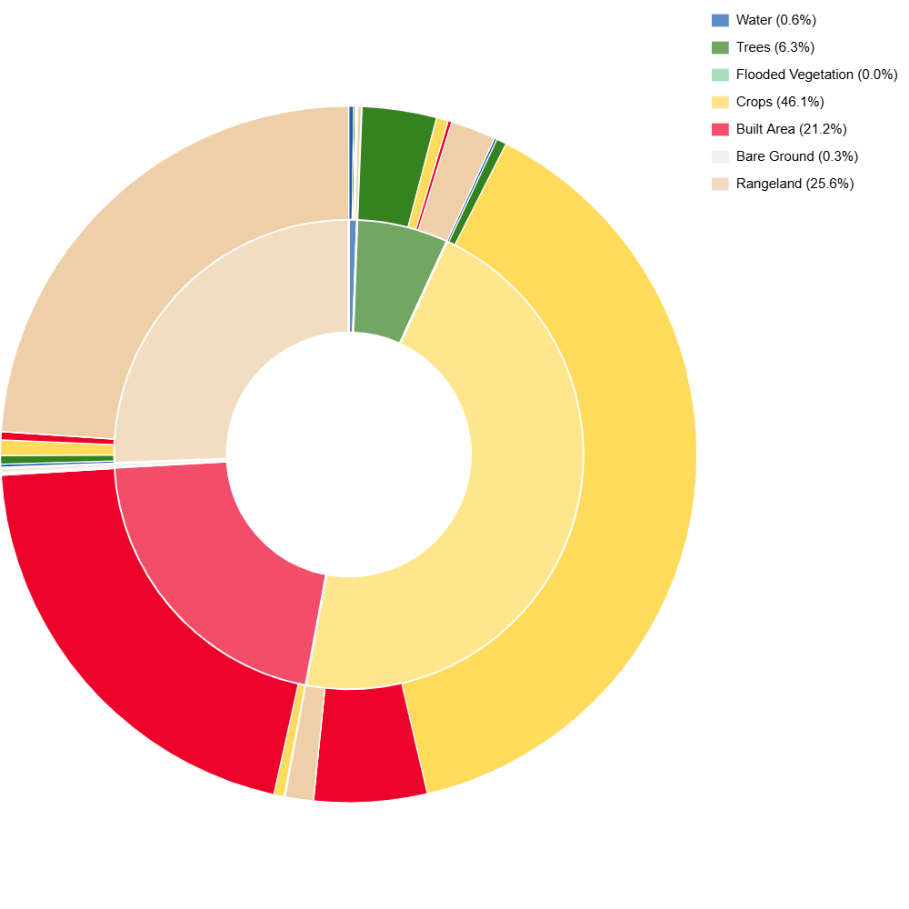 Water (0.6%)
Trees (6.3%)
Flooded Vegetation (0.0%)
Crops (46.1%)
Built Area (21.2%)
Bare Ground (0.3%)
Rangeland (25.6%)